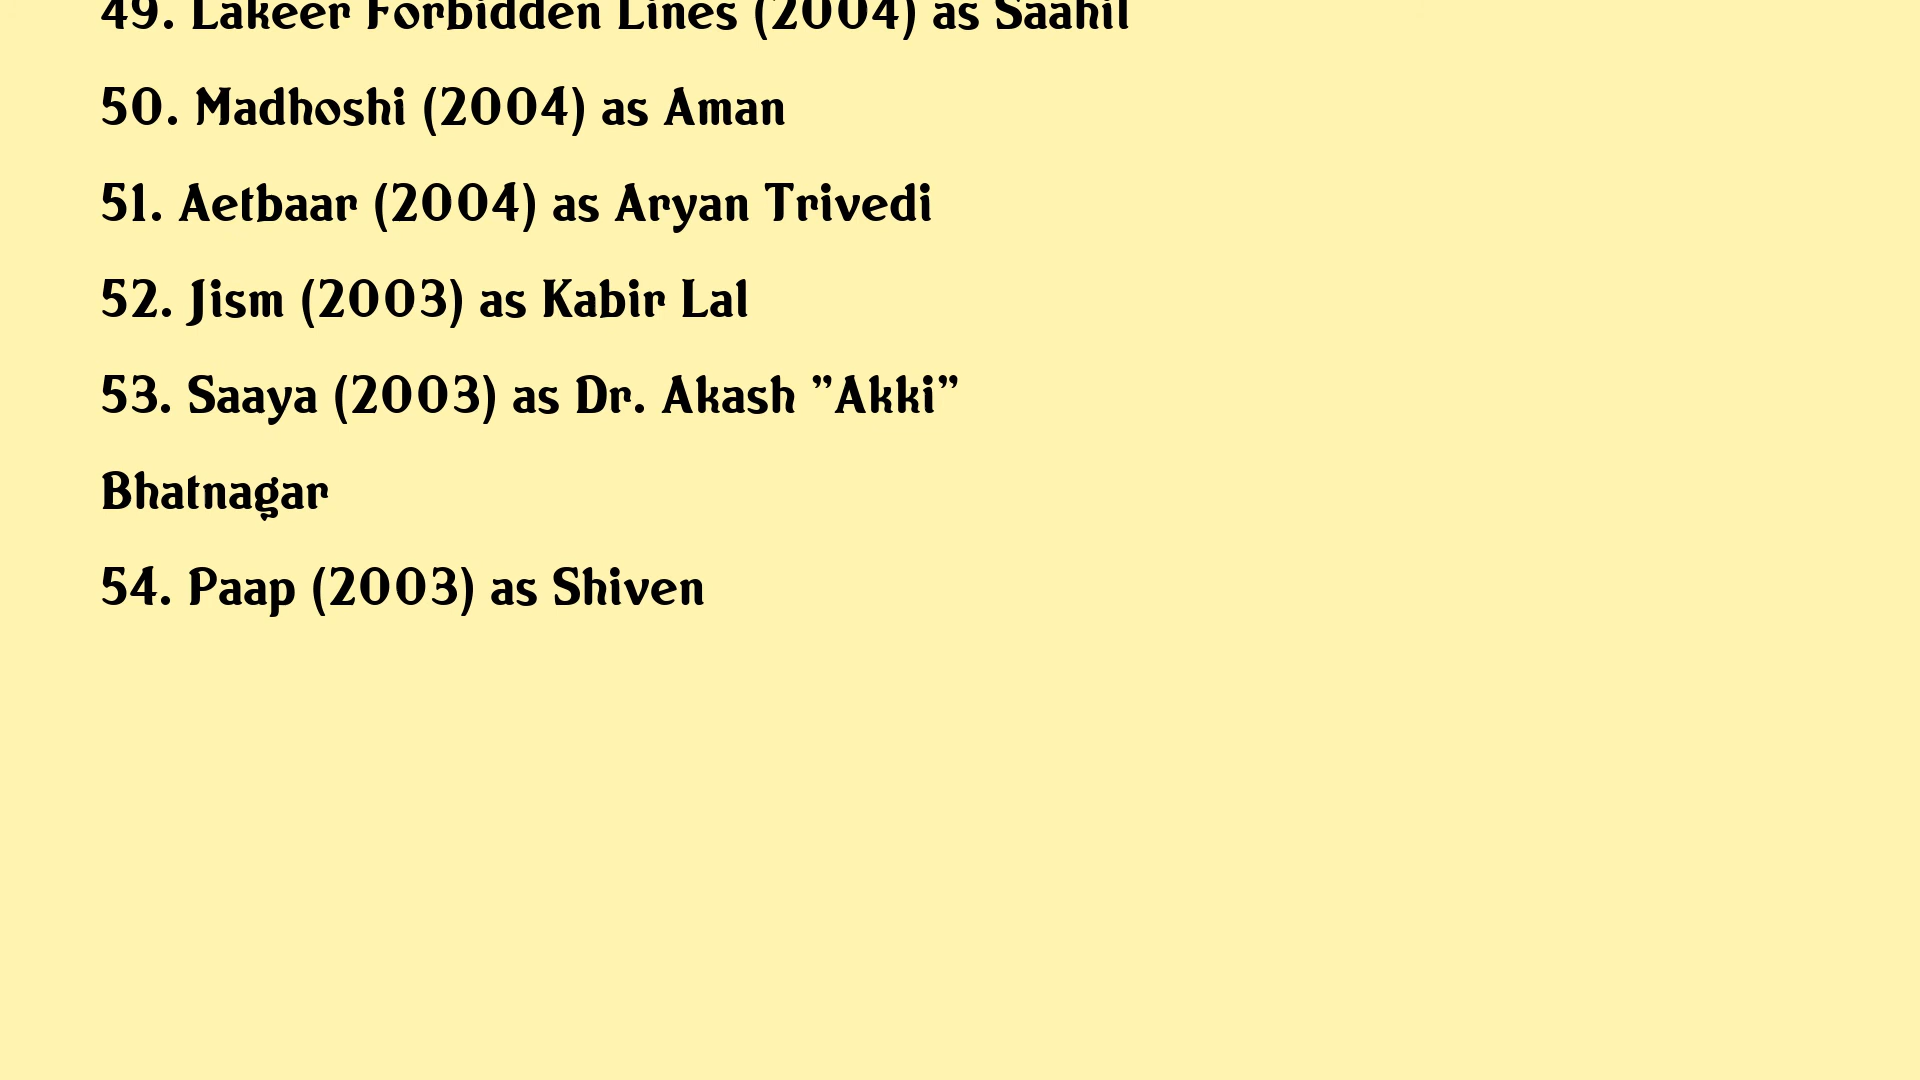 49. Lakeer Forbidden Lines (2004) as Saahil
50. Madhoshi (2004) as Aman
51. Aetbaar (2004) as Aryan Trivedi
52. Jism (2003) as Kabir Lal
53. Saaya (2003) as Dr. Akash ”Akki”
Bhatnagar
54. Paap (2003) as Shiven